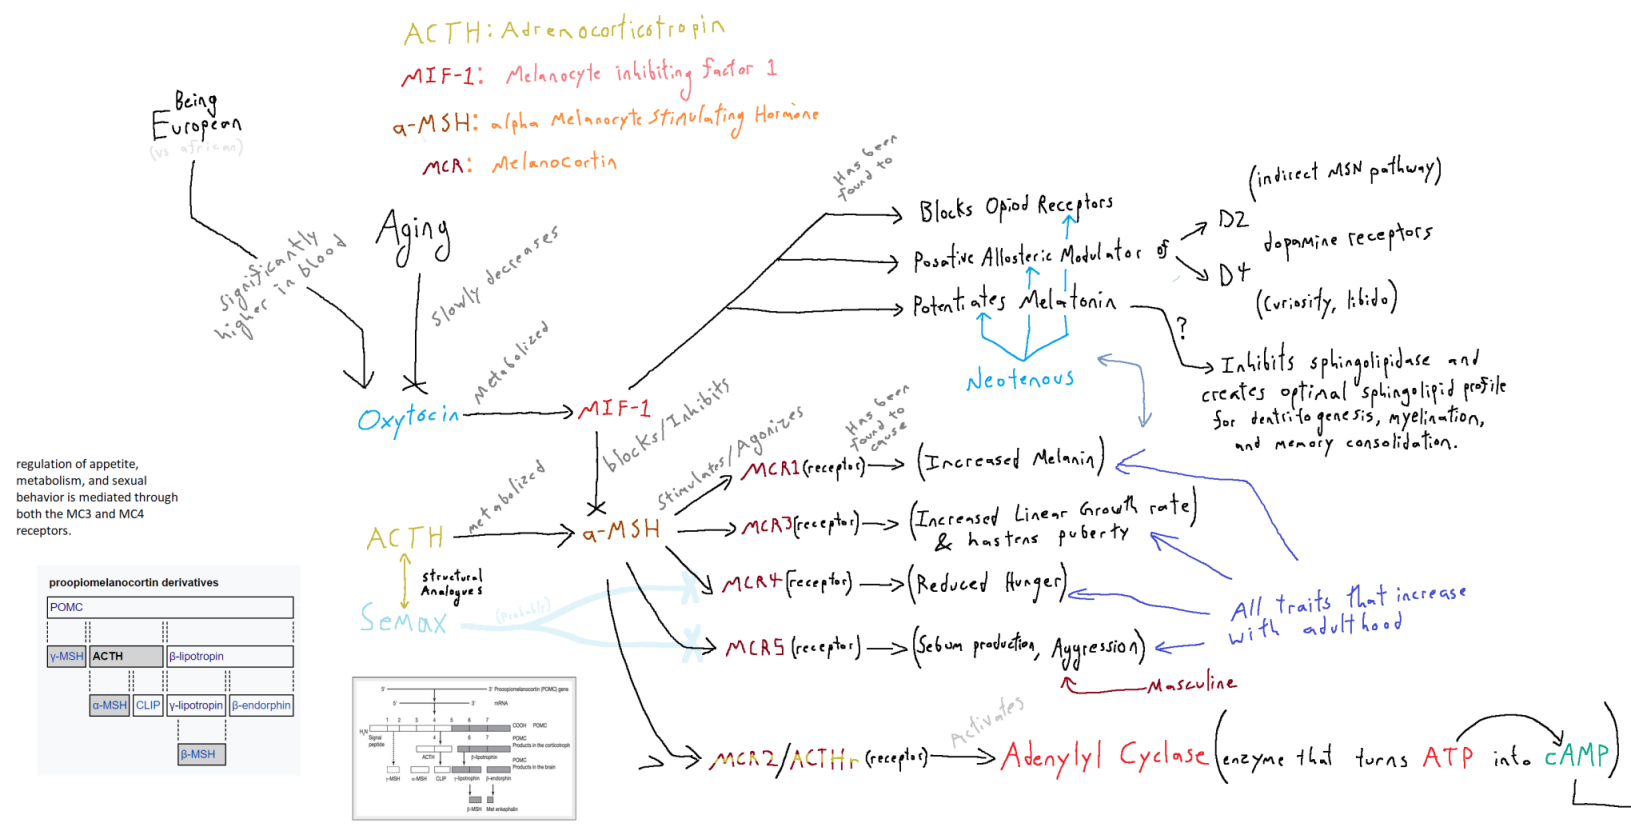 ACTH: Adrenocorticotropin
MIF-1: Melanocyte inhibiting factor 1
a-MSH: alpha Melanocyte Stimulating Hormone
MCR: Melanocortin
Being
European
(vs african)
Significantly
higher in blood
Aging
Slowly decreases
Oxytocin
Metabolized
MIF-1
Has been
found to
Blocks Opiod Receptors
Posative Allosteric Modulator of
Potentiates Melatonin
D2
D4
(indirect MSN pathway)
dopamine receptors
(curiosity, libido)
?
Inhibits sphingolipidase and
creates optimal sphingolipid profile
for dentritogenesis, myelination,
and memory consolidation.
Neotenous
blocks/Inhibits
Stimulates/Agonizes
Has been
found to
cause
regulation of appetite,
metabolism, and sexual
behavior is mediated through
both the MC3 and MC4
receptors.
ACTH
metabolized
a-MSH
Structural
Analogues
Semax
(Probably)
MCR1 (receptor)
(Increased Melanin)
MCR3 (receptor)
(Increased Linear Growth rate)
& hastens puberty
MCR4 (receptor)
(Reduced Hunger)
MCR5 (receptor)
(Sebum production, Aggression)
All traits that increase
with adulthood
Masculine
MCR2/ACTHr (receptor)
Activates
Adenylyl Cyclase (enzyme that turns ATP into cAMP)
proopiomelanocortin derivatives
POMC
γ-MSH ACTH β-lipotropin
α-MSH CLIP γ-lipotropin β-endorphin
β-MSH
5' 3' Proopiomelanocortin (POMC) gene
5' 3' mRNA
1 2 3 4 5 6 7
H₂N COOH POMC
Signal
peptide
4 6 7
POMC
Products in the corticotroph
ACTH β-lipotrophin
POMC
Products in the brain
γ-MSH α-MSH CLIP γ-lipotrophin β-endorphin
β-MSH Met enkephalin